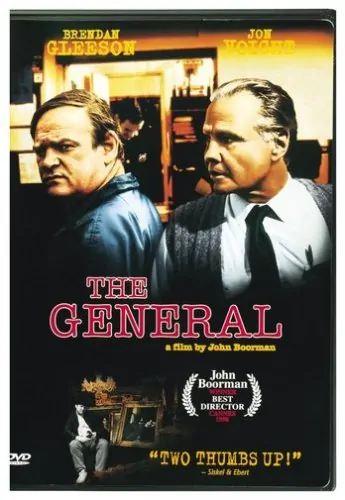 BRENDAN
GLEESON
JON
VOIGHT
THE
GENERAL
a film by John Boorman
John
Boorman
WINNER
BEST
DIRECTOR
CANNES
1998
"TWO THUMBS UP!"
– Siskel & Ebert
DVD